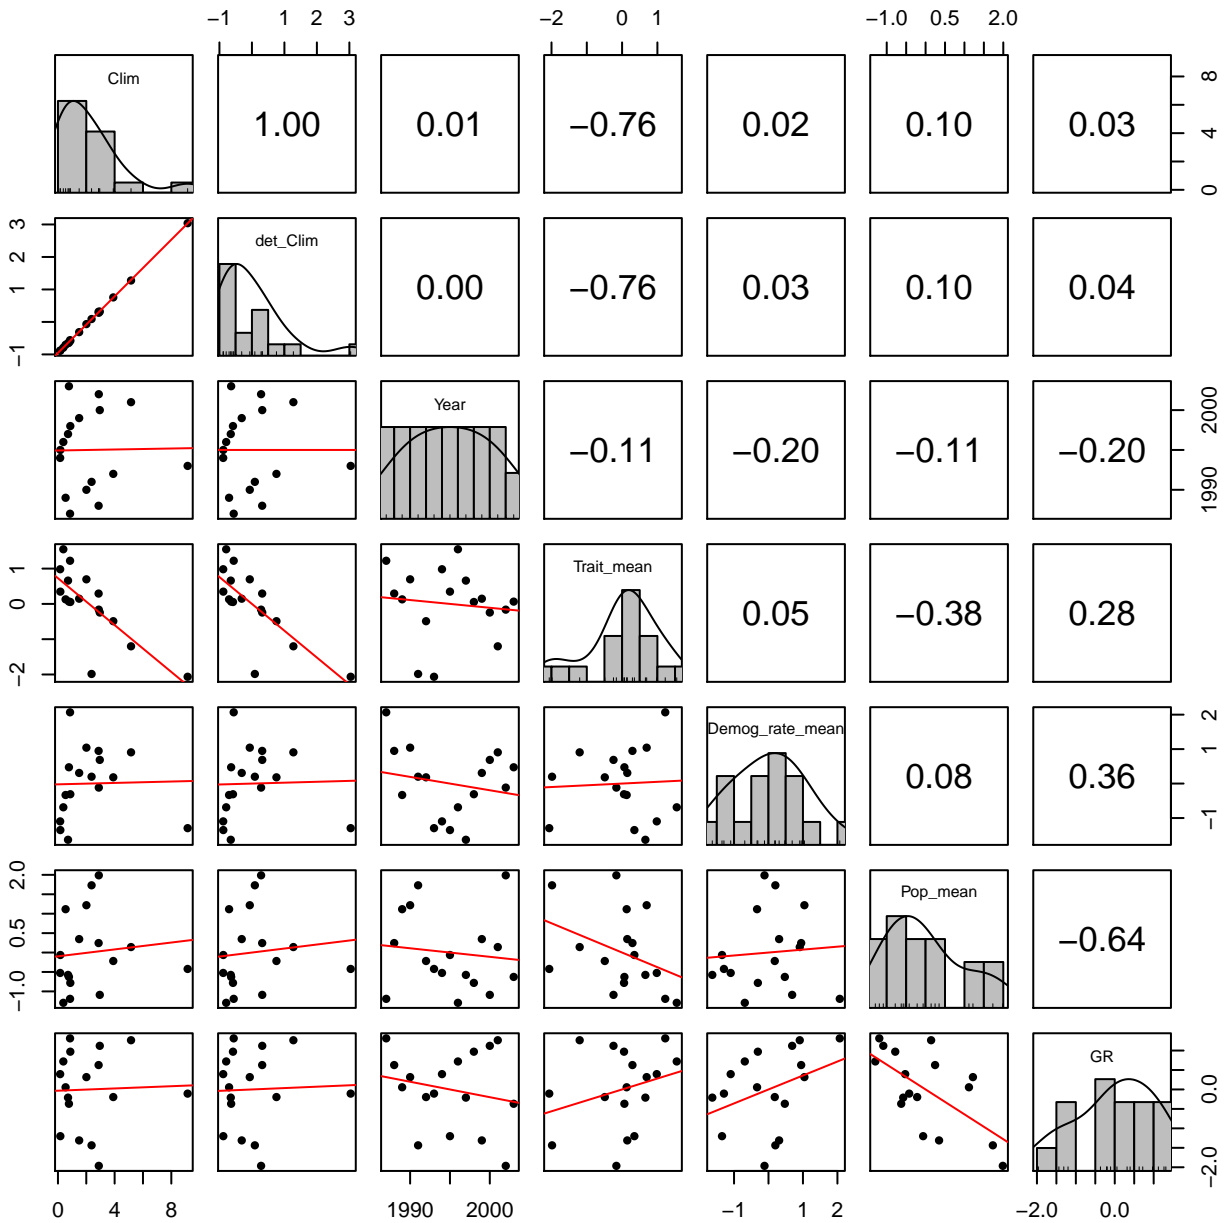 −1 1 2 3 −2 0 1 −1.0 0.5 2.0
Clim
1.00 0.01 −0.76 0.02 0.10 0.03
0 4 8
−1 1 2 3
det_Clim
0.00 −0.76 0.03 0.10 0.04
Year
−0.11 −0.20 −0.11 −0.20
1990 2000
−2 0 1
Trait_mean
0.05 −0.38 0.28
Demog_rate_mean
0.08 0.36
−1 1 2
−1.0 0.5 2.0
Pop_mean
−0.64
GR
−2.0 0.0
0 4 8 1990 2000 −1 1 2 −2.0 0.0